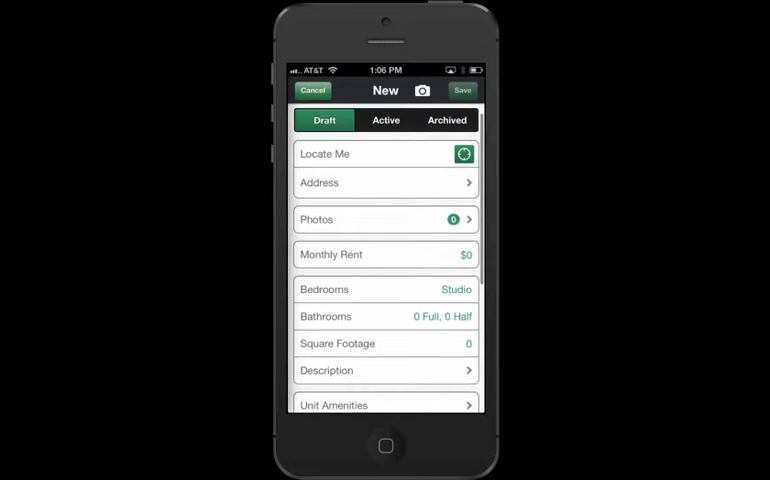 AT&T 1:06 PM
Cancel New Save
Draft Active Archived
Locate Me
Address
Photos 0
Monthly Rent $0
Bedrooms Studio
Bathrooms 0 Full, 0 Half
Square Footage 0
Description
Unit Amenities